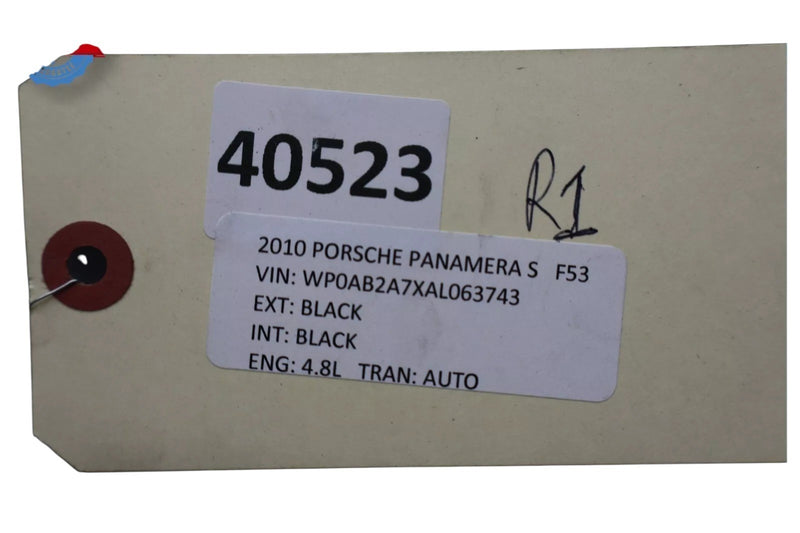 40523
R1
2010 PORSCHE PANAMERA S F53
VIN: WP0AB2A7XAL063743
EXT: BLACK
INT: BLACK
ENG: 4.8L TRAN: AUTO